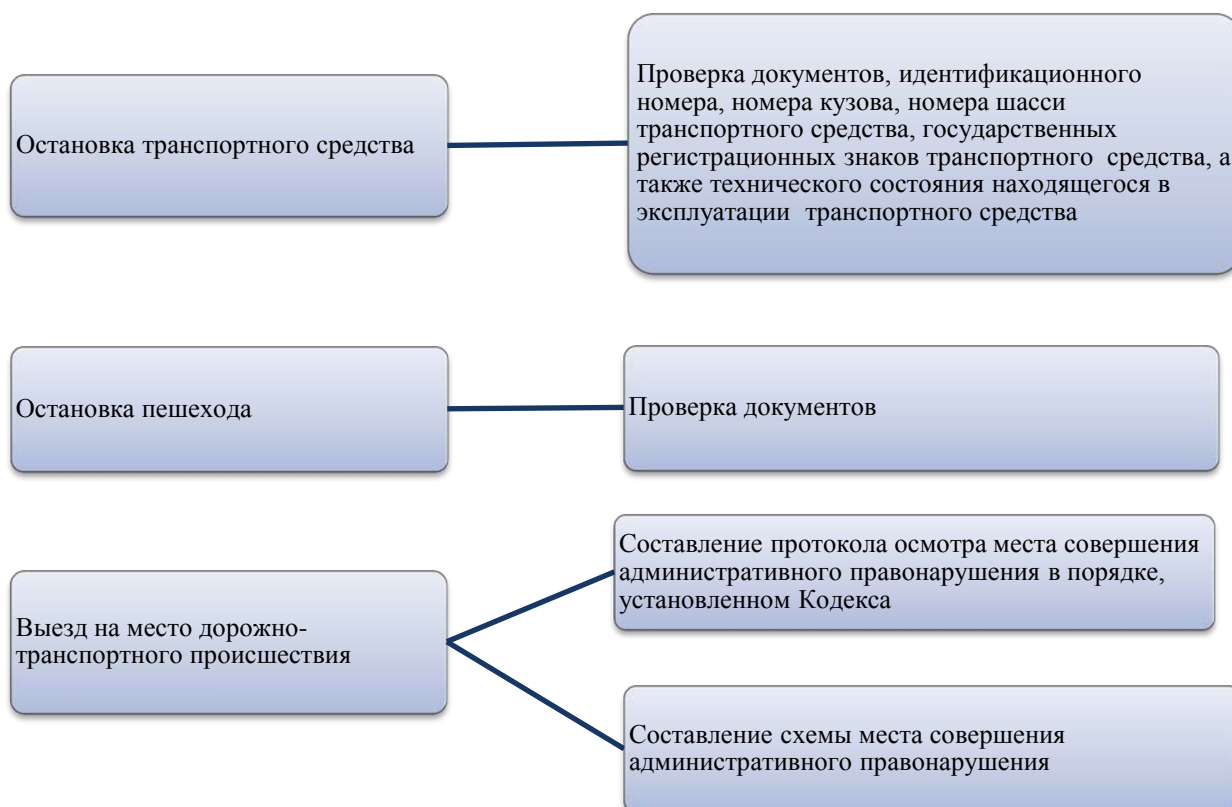 Остановка транспортного средства
Проверка документов, идентификационного
номера, номера кузова, номера шасси
транспортного средства, государственных
регистрационных знаков транспортного средства, а
также технического состояния находящегося в
эксплуатации транспортного средства
Остановка пешехода
Проверка документов
Выезд на место дорожно-
транспортного происшествия
Составление протокола осмотра места совершения
административного правонарушения в порядке,
установленном Кодекса
Составление схемы места совершения
административного правонарушения